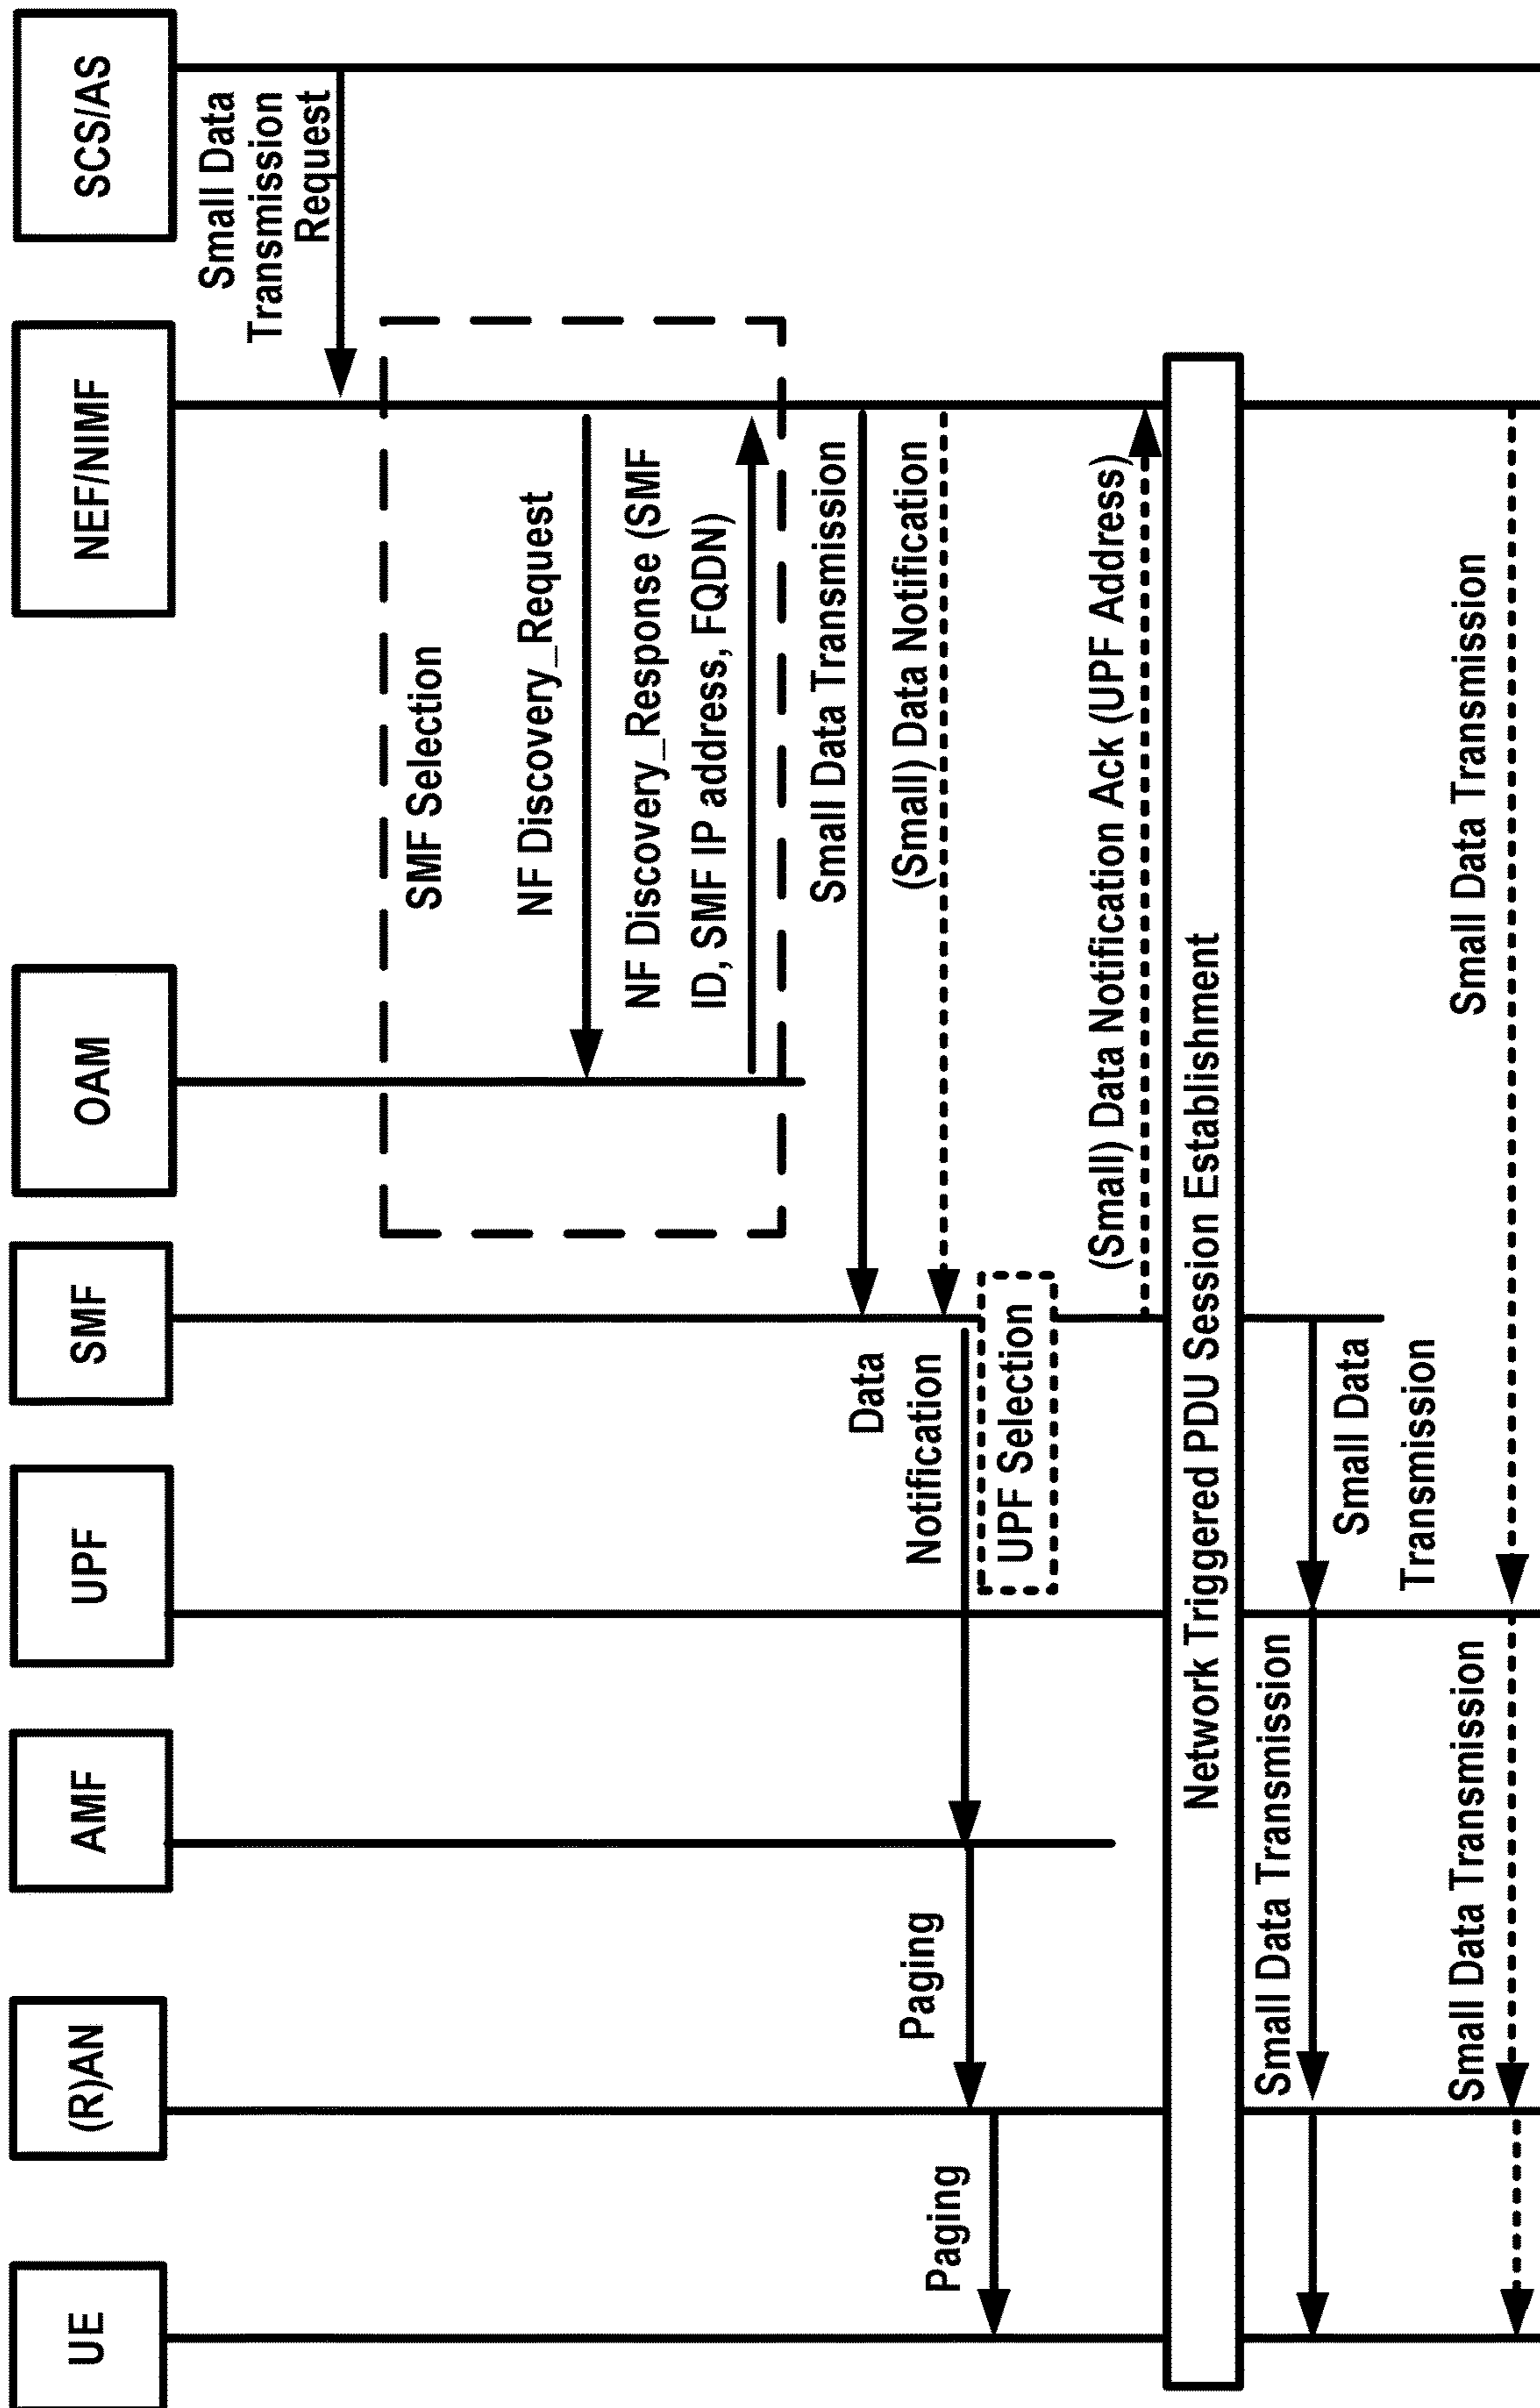 UE
(R)AN
AMF
UPF
SMF
OAM
NEF/NIMF
SCS/AS
Small Data
Transmission
Request
SMF Selection
NF Discovery_Request
NF Discovery_Response (SMF
ID, SMF IP address, FQDN)
Small Data Transmission
(Small) Data Notification
Data
Notification
Paging
Paging
UPF Selection
(Small) Data Notification Ack (UPF Address)
Network Triggered PDU Session Establishment
Small Data Transmission
Small Data
Transmission
Small Data Transmission
Small Data Transmission